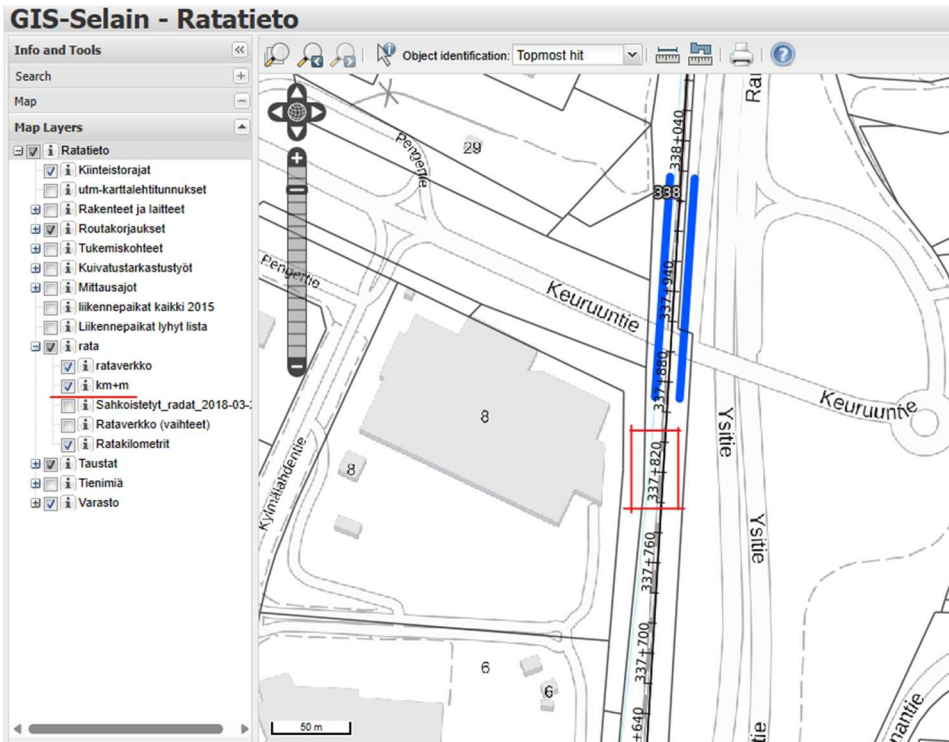 GIS-Selain - Ratatieto
Info and Tools
Search
Map
Map Layers
Ratatieto
Kiinteistorajat
utm-karttalehtitunnukset
Rakenteet ja laitteet
Routakorjaukset
Tukemiskohteet
Kuivatustarkastustyöt
Mittausajot
liikennepaikat kaikki 2015
Liikennepaikat lyhyt lista
rata
rataverkko
km+m
Sahkoistetyt_radat_2018-03-
Rataverkko (vaihteet)
Ratakilometrit
Taustat
Tienimiä
Varasto
Object identification: Topmost hit
Pengertie
29
338+040
Ra
338
Pengertie
337+940
Keuruuntie
337+880
Keuruuntie
8
Ysitie
337+820
8
Kylmälahdentie
337+760
Ysitie
337+700
6
6
+640
nantie
50 m